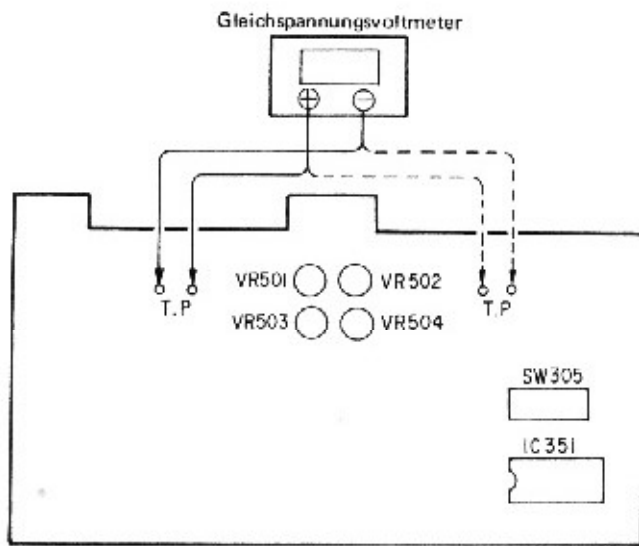 Gleichspannungsvoltmeter
+ −
VR501 VR502
T.P T.P
VR503 VR504
SW305
IC351